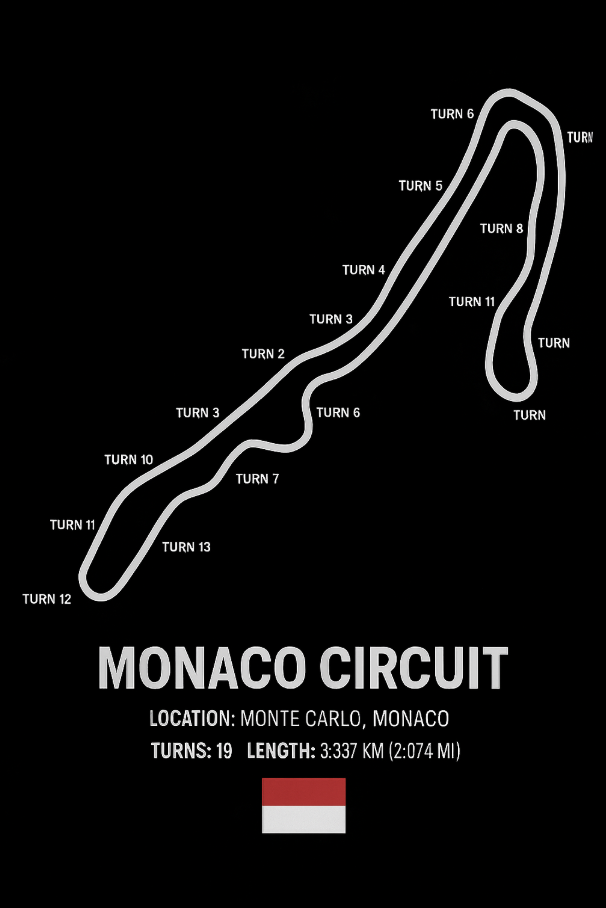 TURN 6
TURN
TURN 5
TURN 8
TURN 4
TURN 11
TURN 3
TURN
TURN 2
TURN 3
TURN 6
TURN
TURN 10
TURN 7
TURN 11
TURN 13
TURN 12
MONACO CIRCUIT
LOCATION: MONTE CARLO, MONACO
TURNS: 19 LENGTH: 3:337 KM (2:074 MI)